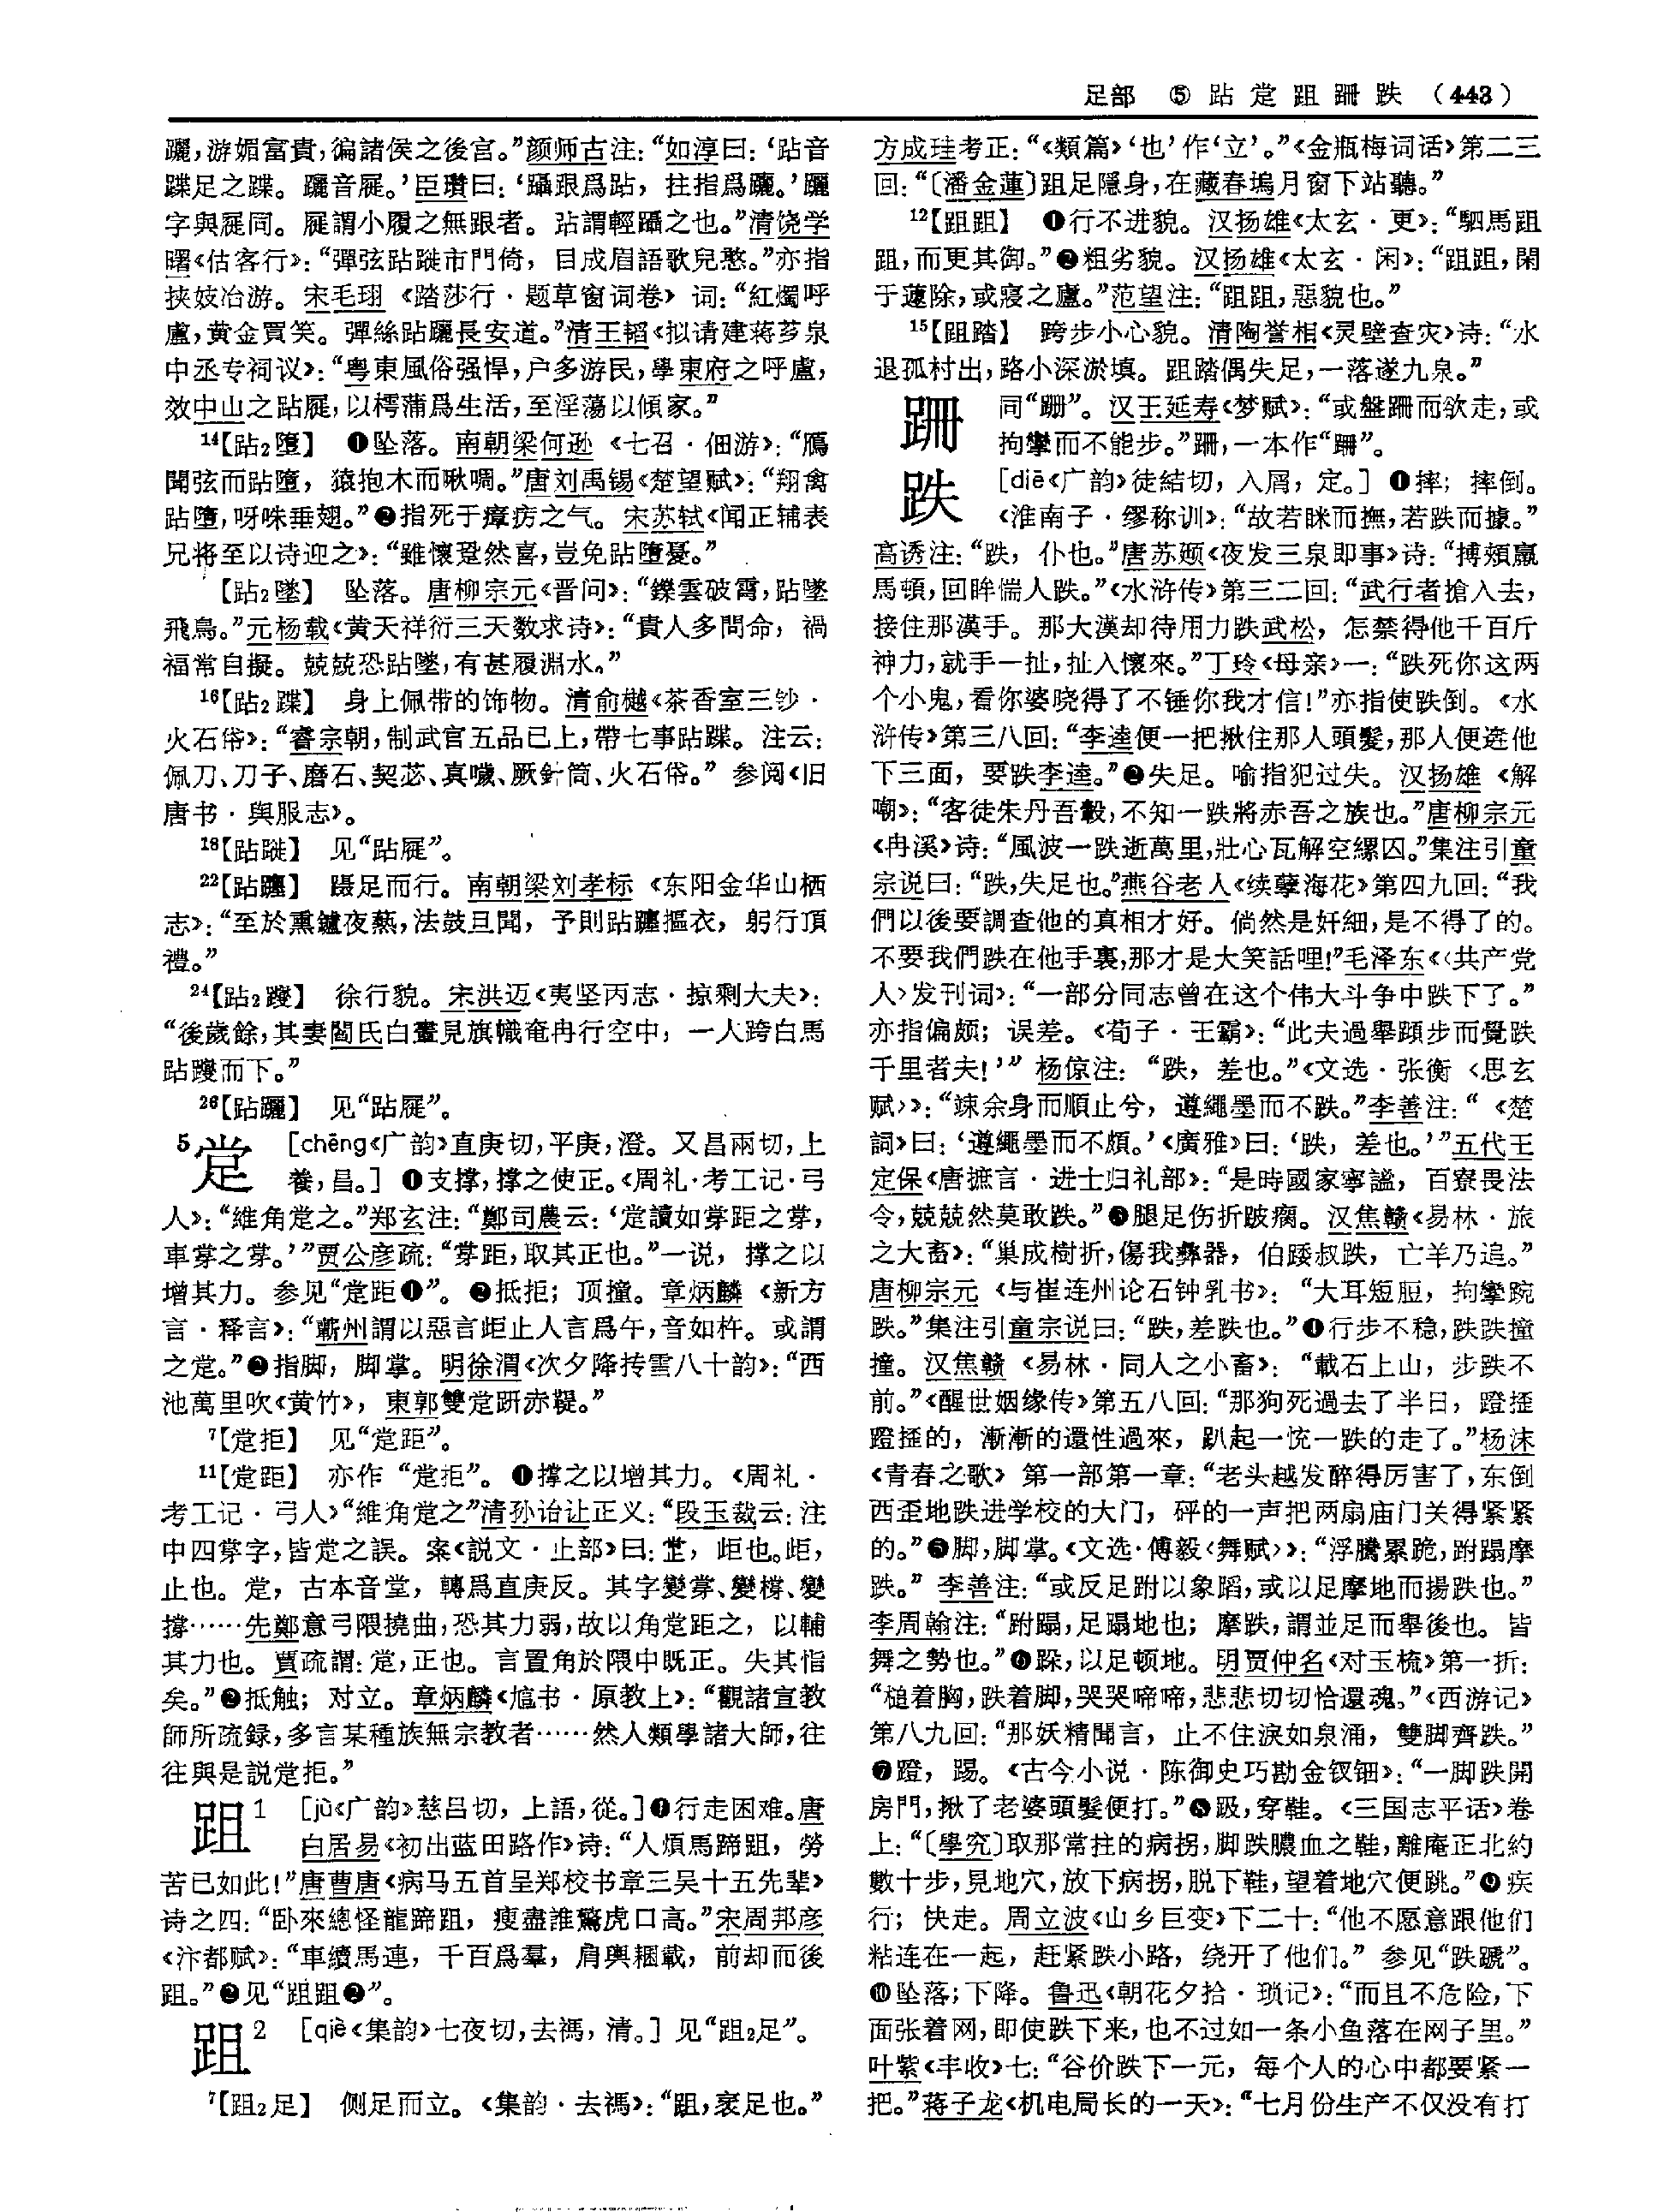 足部　⑤ 跕 定 跙 跚 跌 （443）
躧，游媚富貴，徧諸侯之後宫。”颜师古注：“如淳曰：‘跕音
蹀足之蹀。躧音屣。’臣瓚曰：‘躡跟爲跕，拄指爲躧。’躧
字與屣同。屣謂小履之無跟者。跕謂輕躡之也。”清饶学
曙《估客行》：“彈弦跕蹝市門倚，目成眉語歌兒憨。”亦指
挟妓冶游。宋毛珝《踏莎行·题草窗词卷》词：“紅燭呼
盧，黄金買笑。彈絲跕躧長安道。”清王韬《拟请建蒋芗泉
中丞专祠议》：“粤東風俗强悍，户多游民，學東府之呼盧，
效中山之跕屣，以樗蒲爲生活，至淫蕩以傾家。”
14【跕₂墮】　❶坠落。南朝梁何逊《七召·佃游》：“鴈
聞弦而跕墮，猿抱木而啾啁。”唐刘禹锡《楚望赋》：“翔禽
跕墮，呀咮垂翅。”❷指死于瘴疠之气。宋苏轼《闻正辅表
兄将至以诗迎之》：“雖懷跫然喜，豈免跕墮憂。”
【跕₂墜】　坠落。唐柳宗元《晋问》：“鑠雲破霄，跕墜
飛鳥。”元杨载《黄天祥衍三天数求诗》：“貴人多問命，禍
福常自擬。兢兢恐跕墜，有甚履淵水。”
16【跕₂蹀】　身上佩带的饰物。清俞樾《茶香室三钞·
火石帒》：“睿宗朝，制武官五品已上，帶七事跕蹀。注云：
佩刀、刀子、磨石、契苾、真噦、厥針筒、火石帒。”参阅《旧
唐书·舆服志》。
18【跕蹝】　见“跕屣”。
22【跕躔】　蹑足而行。南朝梁刘孝标《东阳金华山栖
志》：“至於熏鑪夜爇，法鼓旦聞，予則跕躔摳衣，躬行頂
禮。”
24【跕₂躞】　徐行貌。宋洪迈《夷坚丙志·掠剩大夫》：
“後歲餘，其妻閻氏白晝見旗幟奄冉行空中，一人跨白馬
跕躞而下。”
26【跕躧】　见“跕屣”。
5 㝊　[chēng《广韵》直庚切，平庚，澄。又昌兩切，上
養，昌。]　❶支撑，撑之使正。《周礼·考工记·弓
人》：“維角㝊之。”郑玄注：“鄭司農云：‘㝊讀如牚距之牚，
車牚之牚。’”贾公彦疏：“牚距，取其正也。”一说，撑之以
增其力。参见“㝊距❶”。❷抵拒；顶撞。章炳麟《新方
言·释言》：“蘄州謂以惡言歫止人言爲午，音如杵。或謂
之㝊。”❸指脚，脚掌。明徐渭《次夕降抟雪八十韵》：“西
池萬里吹《黄竹》，東郭雙㝊趼赤鞮。”
7【㝊拒】　见“㝊距”。
11【㝊距】　亦作“㝊拒”。❶撑之以增其力。《周礼·
考工记·弓人》“維角㝊之”清孙诒让正义：“段玉裁云：注
中四牚字，皆㝊之誤。案《説文·止部》曰：㞂，歫也。歫，
止也。㝊，古本音堂，轉爲直庚反。其字變牚、變樘、變
撐……先鄭意弓隈撓曲，恐其力弱，故以角㝊距之，以輔
其力也。賈疏謂：㝊，正也。言置角於隈中既正。失其恉
矣。”❷抵触；对立。章炳麟《訄书·原教上》：“觀諸宣教
師所疏録，多言某種族無宗教者……然人類學諸大師，往
往與是説㝊拒。”
跙1　[jù《广韵》慈吕切，上語，從。]❶行走困难。唐
白居易《初出蓝田路作》诗：“人煩馬蹄跙，勞
苦已如此！”唐曹唐《病马五首呈郑校书章三吴十五先辈》
诗之四：“卧來總怪龍蹄跙，瘦盡誰驚虎口高。”宋周邦彦
《汴都赋》：“車續馬連，千百爲羣，肩輿梱載，前却而後
跙。”❷见“跙跙❷”。
跙2　[qiè《集韵》七夜切，去禡，清。]　见“跙₂足”。
7【跙₂足】　侧足而立。《集韵·去禡》：“跙，衺足也。”
方成珪考正：“《類篇》‘也’作‘立’。”《金瓶梅词话》第二三
回：“〔潘金蓮〕跙足隱身，在藏春塢月窗下站聽。”
12【跙跙】　❶行不进貌。汉扬雄《太玄·更》：“駟馬跙
跙，而更其御。”❷粗劣貌。汉扬雄《太玄·闲》：“跙跙，閑
于蘧除，或寢之廬。”范望注：“跙跙，惡貌也。”
15【跙踏】　跨步小心貌。清陶誉相《灵壁查灾》诗：“水
退孤村出，路小深淤填。跙踏偶失足，一落遂九泉。”
跚　同“跚”。汉王延寿《梦赋》：“或盤跚而欲走，或
拘攣而不能步。”跚，一本作“跚”。
跌　[diē《广韵》徒結切，入屑，定。]　❶摔；摔倒。
《淮南子·缪称训》：“故若眯而撫，若跌而據。”
高诱注：“跌，仆也。”唐苏颋《夜发三泉即事》诗：“搏頰羸
馬頓，回眸惴人跌。”《水浒传》第三二回：“武行者搶入去，
接住那漢手。那大漢却待用力跌武松，怎禁得他千百斤
神力，就手一扯，扯入懷來。”丁玲《母亲》一：“跌死你这两
个小鬼，看你婆晓得了不锤你我才信！”亦指使跌倒。《水
浒传》第三八回：“李逵便一把揪住那人頭髮，那人便逩他
下三面，要跌李逵。”❷失足。喻指犯过失。汉扬雄《解
嘲》：“客徒朱丹吾轂，不知一跌將赤吾之族也。”唐柳宗元
《冉溪》诗：“風波一跌逝萬里，壯心瓦解空縲囚。”集注引童
宗说曰：“跌，失足也。”燕谷老人《续孽海花》第四九回：“我
們以後要調查他的真相才好。倘然是奸細，是不得了的。
不要我們跌在他手裏，那才是大笑話哩！”毛泽东《〈共产党
人〉发刊词》：“一部分同志曾在这个伟大斗争中跌下了。”
亦指偏颇；误差。《荀子·王霸》：“此夫過舉蹞步而覺跌
千里者夫！’”杨倞注：“跌，差也。”《文选·张衡〈思玄
赋〉》：“竦余身而順止兮，遵繩墨而不跌。”李善注：“《楚
詞》曰：‘遵繩墨而不頗。’《廣雅》曰：‘跌，差也。’”五代王
定保《唐摭言·进士归礼部》：“是時國家寧謐，百寮畏法
令，兢兢然莫敢跌。”❸腿足伤折跛瘸。汉焦赣《易林·旅
之大畜》：“巢成樹折，傷我彝器，伯踒叔跌，亡羊乃追。”
唐柳宗元《与崔连州论石钟乳书》：“大耳短脰，拘攣踠
跌。”集注引童宗说曰：“跌，差跌也。”❹行步不稳，跌跌撞
撞。汉焦赣《易林·同人之小畜》：“載石上山，步跌不
前。”《醒世姻缘传》第五八回：“那狗死過去了半日，蹬挃
蹬挃的，漸漸的還性過來，趴起一恍一跌的走了。”杨沫
《青春之歌》第一部第一章：“老头越发醉得厉害了，东倒
西歪地跌进学校的大门，砰的一声把两扇庙门关得紧紧
的。”❺脚，脚掌。《文选·傅毅〈舞赋〉》：“浮騰累跪，跗蹋摩
跌。”李善注：“或反足跗以象蹈，或以足摩地而揚跌也。”
李周翰注：“跗蹋，足蹋地也；摩跌，謂並足而舉後也。皆
舞之勢也。”❻跺，以足顿地。明贾仲名《对玉梳》第一折：
“槌着胸，跌着脚，哭哭啼啼，悲悲切切恰還魂。”《西游记》
第八九回：“那妖精聞言，止不住淚如泉涌，雙脚齊跌。”
❼蹬，踢。《古今小说·陈御史巧勘金钗钿》：“一脚跌開
房門，揪了老婆頭髮便打。”❽趿，穿鞋。《三国志平话》卷
上：“〔學究〕取那常拄的病拐，脚跌膿血之鞋，離庵正北約
數十步，見地穴，放下病拐，脱下鞋，望着地穴便跳。”❾疾
行；快走。周立波《山乡巨变》下二十：“他不愿意跟他们
粘连在一起，赶紧跌小路，绕开了他们。”参见“跌蹏”。
❿坠落；下降。鲁迅《朝花夕拾·琐记》：“而且不危险，下
面张着网，即使跌下来，也不过如一条小鱼落在网子里。”
叶紫《丰收》七：“谷价跌下一元，每个人的心中都要紧一
把。”蒋子龙《机电局长的一天》：“七月份生产不仅没有打